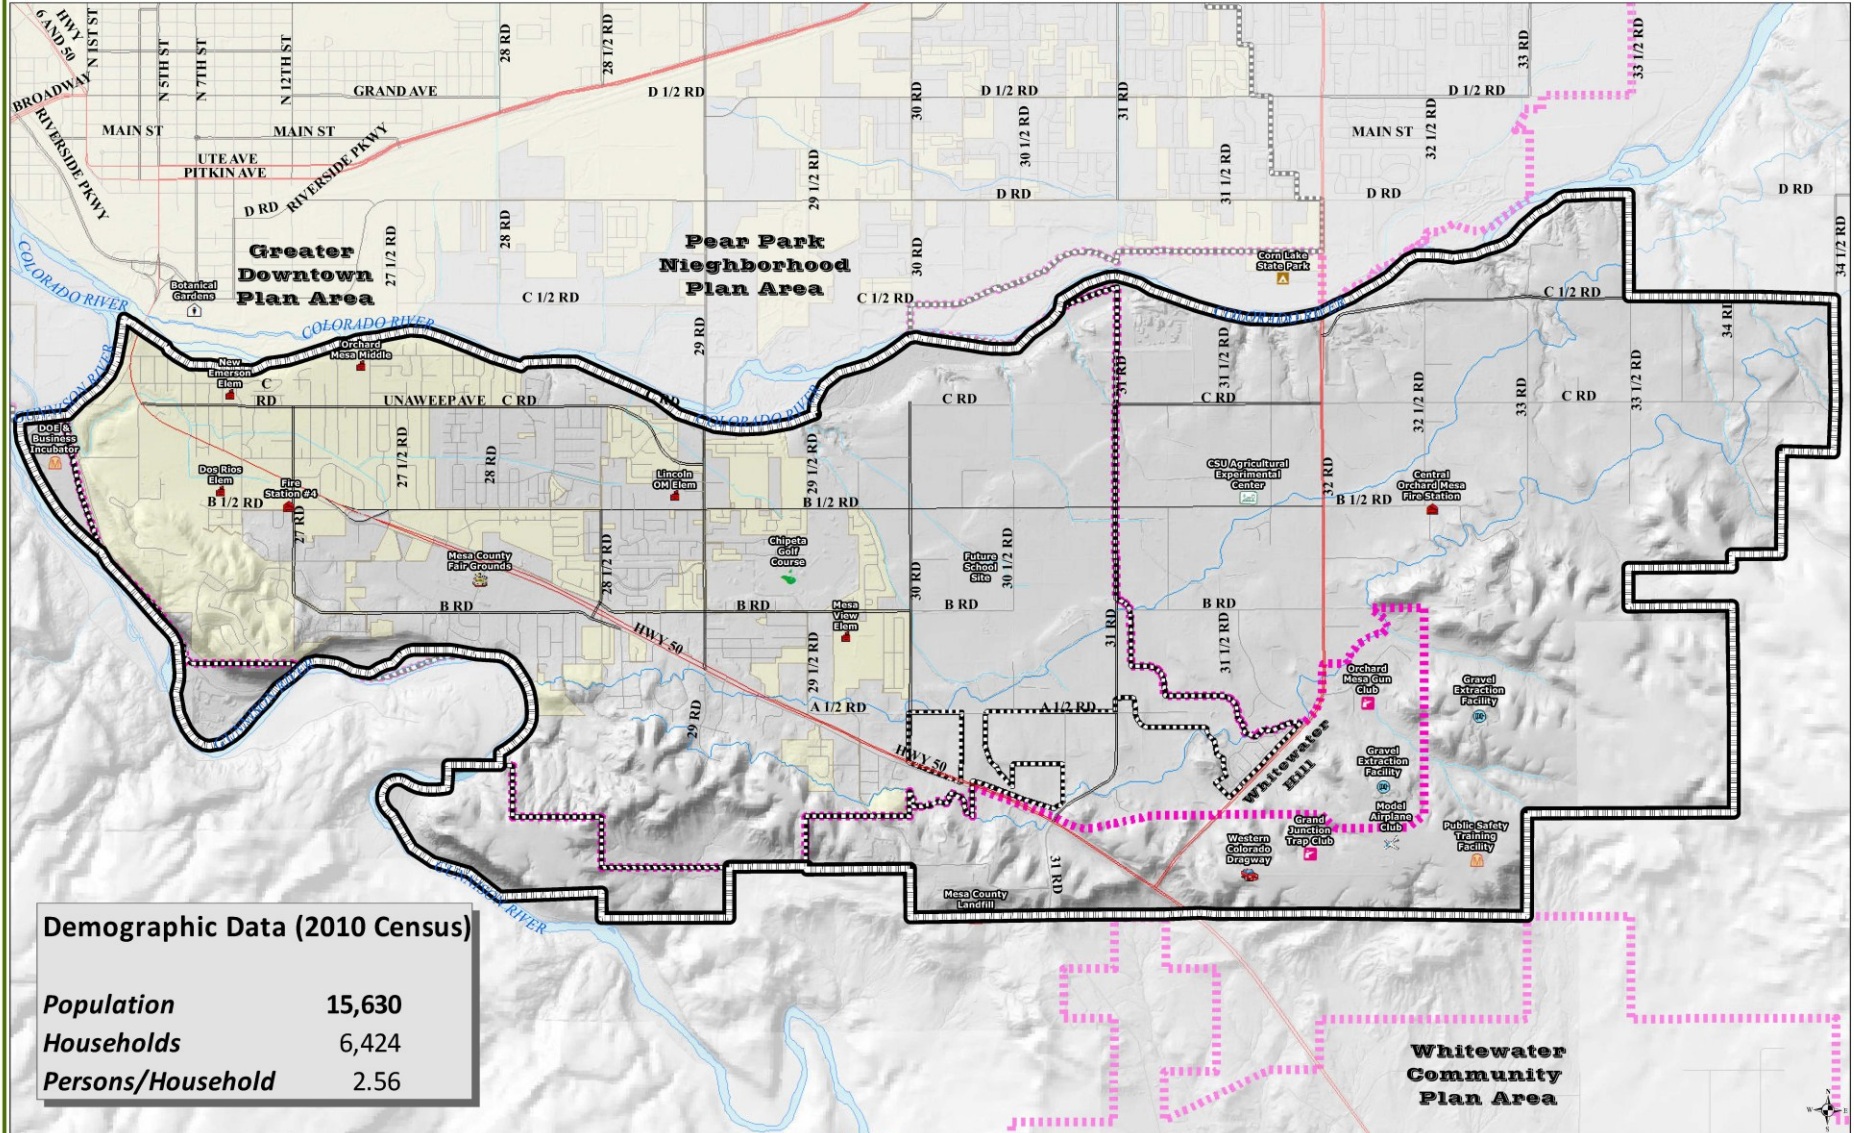 HWY
6 AND 50
N 1ST ST
N 5TH ST
N 7TH ST
N 12TH ST
28 RD
28 1/2 RD
33 RD
33 1/2 RD
BROADWAY
GRAND AVE
D 1/2 RD
30 RD
D 1/2 RD
31 RD
D 1/2 RD
RIVERSIDE PKWY
MAIN ST
MAIN ST
30 1/2 RD
MAIN ST
32 1/2 RD
UTE AVE
PITKIN AVE
RIVERSIDE PKWY
29 1/2 RD
31 1/2 RD
D RD
D RD
D RD
D RD
34 1/2 RD
28 RD
27 1/2 RD
30 RD
Greater
Downtown
Plan Area
Pear Park
Nieghborhood
Plan Area
Corn Lake
State Park
COLORADO RIVER
Botanical
Gardens
C 1/2 RD
C 1/2 RD
C 1/2 RD
COLORADO RIVER
COLORADO RIVER
29 RD
34 RD
Orchard
Mesa Middle
New
Emerson
Elem
GUNNISON RIVER
C
RD
UNAWEEP AVE
C RD
C RD
COLORADO RIVER
C RD
31 RD
31 1/2 RD
C RD
32 1/2 RD
33 RD
C RD
33 1/2 RD
DOE &
Business
Incubator
Dos Rios
Elem
Fire
Station #4
27 1/2 RD
28 RD
Lincoln
OM Elem
29 1/2 RD
CSU Agricultural
Experimental
Center
32 RD
Central
Orchard Mesa
Fire Station
B 1/2 RD
B 1/2 RD
B 1/2 RD
27 RD
Mesa County
Fair Grounds
28 1/2 RD
Chipeta
Golf
Course
30 RD
Future
School
Site
30 1/2 RD
B RD
B RD
B RD
B RD
Mesa
View
Elem
31 RD
31 1/2 RD
HWY 50
29 1/2 RD
Orchard
Mesa Gun
Club
Gravel
Extraction
Facility
GUNNISON RIVER
29 RD
A 1/2 RD
A 1/2 RD
HWY 50
Whitewater
Hill
Gravel
Extraction
Facility
Model
Airplane
Club
Grand
Junction
Trap Club
Public Safety
Training
Facility
Western
Colorado
Dragway
31 RD
GUNNISON RIVER
Mesa County
Landfill
Demographic Data (2010 Census)
Population 15,630
Households 6,424
Persons/Household 2.56
Whitewater
Community
Plan Area
N
W E
S